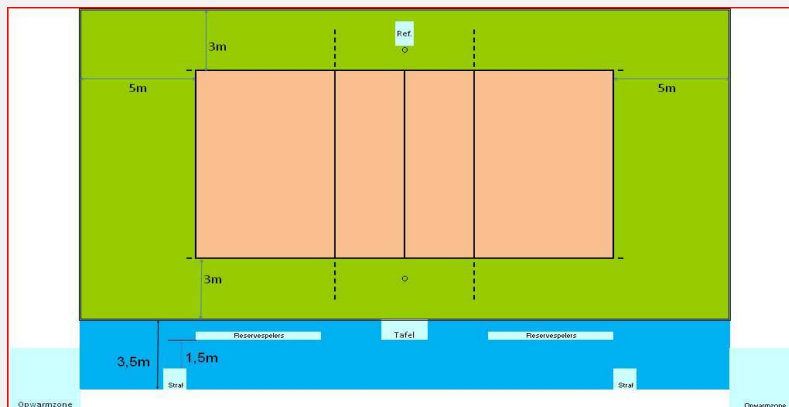 Ref.
3m
5m
5m
3m
Reservespelers
Tafel
Reservespelers
3,5m
1,5m
Straf
Straf
Opwarmzone
Opwarmzone